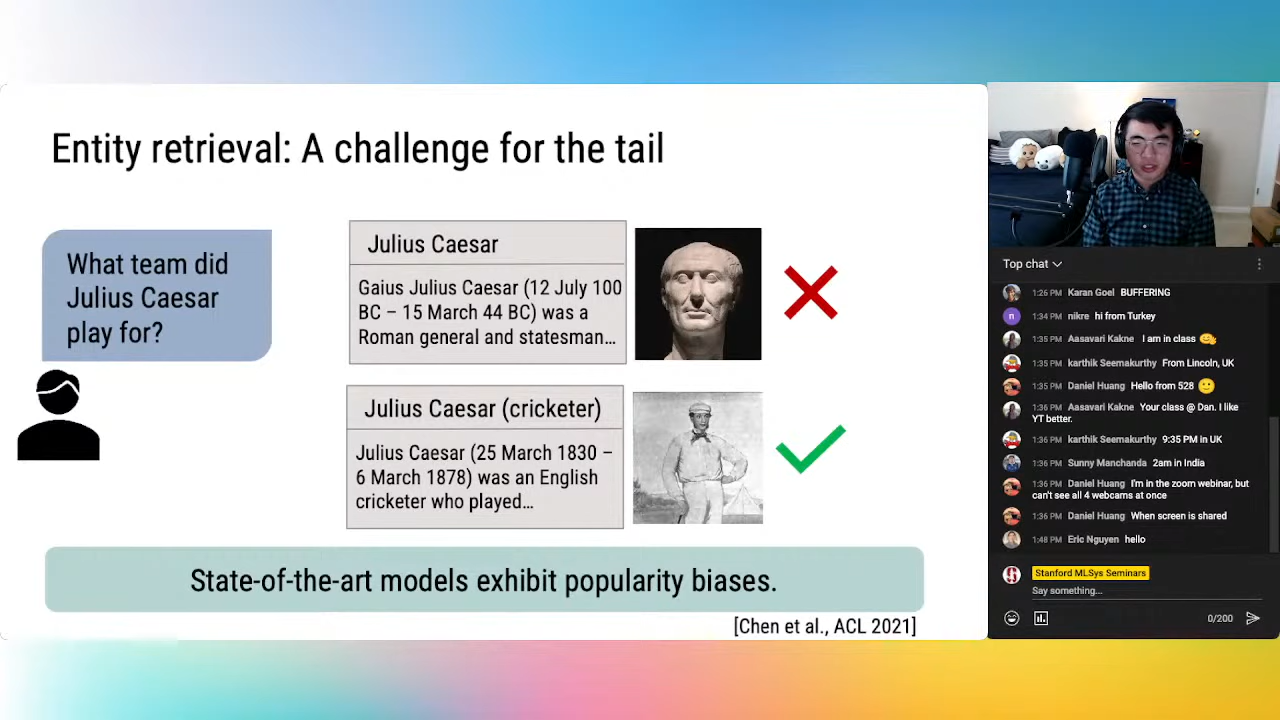 Entity retrieval: A challenge for the tail
What team did
Julius Caesar
play for?
Julius Caesar
Gaius Julius Caesar (12 July 100
BC – 15 March 44 BC) was a
Roman general and statesman...
Julius Caesar (cricketer)
Julius Caesar (25 March 1830 –
6 March 1878) was an English
cricketer who played...
State-of-the-art models exhibit popularity biases.
[Chen et al., ACL 2021]
Top chat
1:26 PM Karan Goel BUFFERING
n 1:34 PM nikre hi from Turkey
1:35 PM Aasavari Kakne I am in class
1:35 PM karthik Seemakurthy From Lincoln, UK
1:35 PM Daniel Huang Hello from 528
1:36 PM Aasavari Kakne Your class @ Dan. I like
YT better.
1:36 PM karthik Seemakurthy 9:35 PM in UK
1:36 PM Sunny Manchanda 2am in India
1:36 PM Daniel Huang I'm in the zoom webinar, but
can't see all 4 webcams at once
1:36 PM Daniel Huang When screen is shared
1:48 PM Eric Nguyen hello
Stanford MLSys Seminars
Say something...
0/200